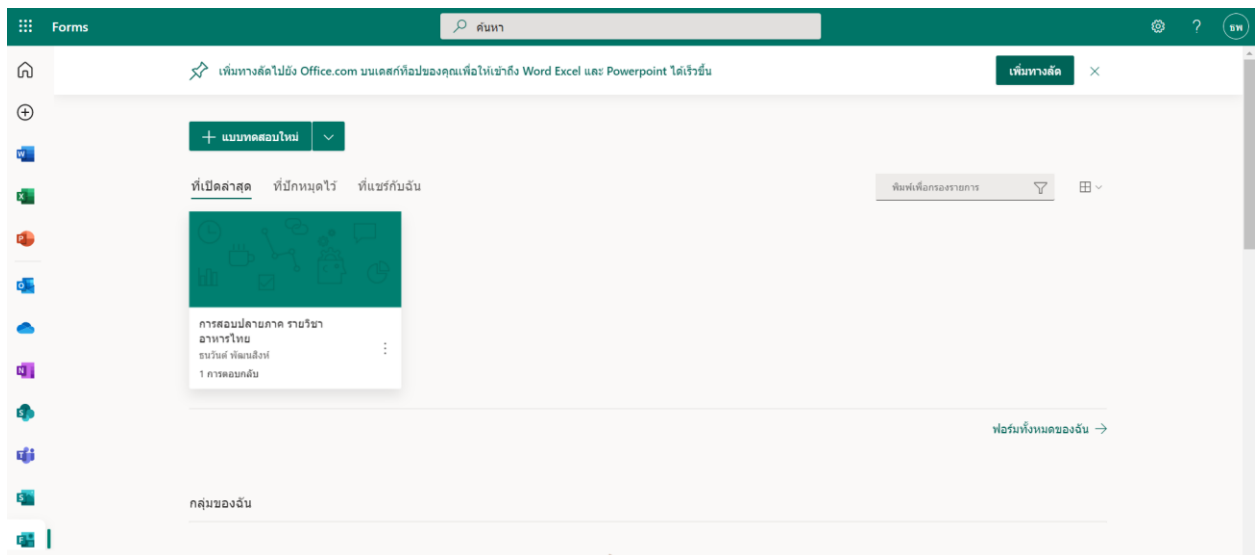 Forms
ค้นหา
ธพ
เพิ่มทางลัดไปยัง Office.com บนเดสก์ท็อปของคุณเพื่อให้เข้าถึง Word Excel และ Powerpoint ได้เร็วขึ้น
เพิ่มทางลัด
แบบทดสอบใหม่
ที่เปิดล่าสุด ที่ปักหมุดไว้ ที่แชร์กับฉัน
พิมพ์เพื่อกรองรายการ
การสอบปลายภาค รายวิชา
อาหารไทย
ธนวันต์ พัฒนสิงห์
1 การตอบกลับ
ฟอร์มทั้งหมดของฉัน
กลุ่มของฉัน